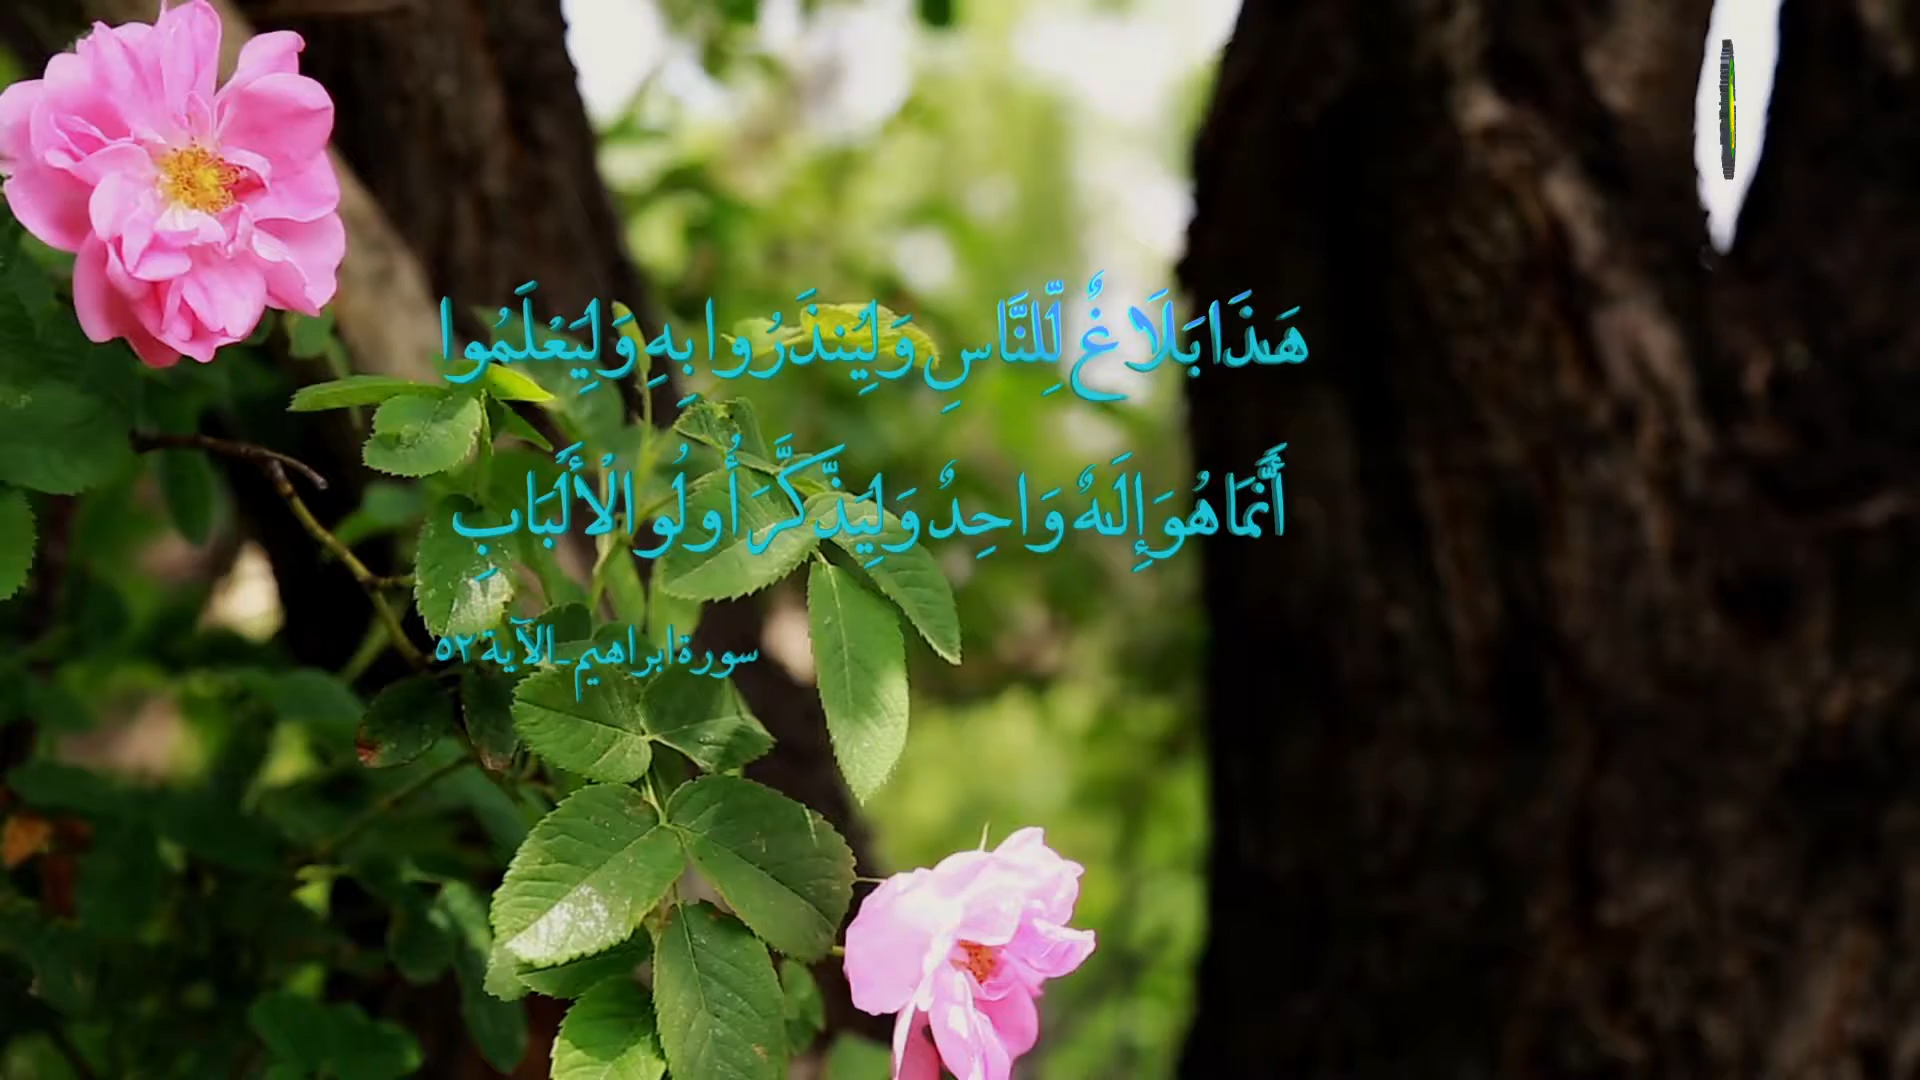 هَذَا بَلَاغٌ لِّلنَّاسِ وَلِيُنذَرُوا بِهِ وَلِيَعْلَمُوا
أَنَّمَا هُوَ إِلَهٌ وَاحِدٌ وَلِيَذَّكَّرَ أُولُو الْأَلْبَابِ
سورة ابراهيم - الآية ٥٢